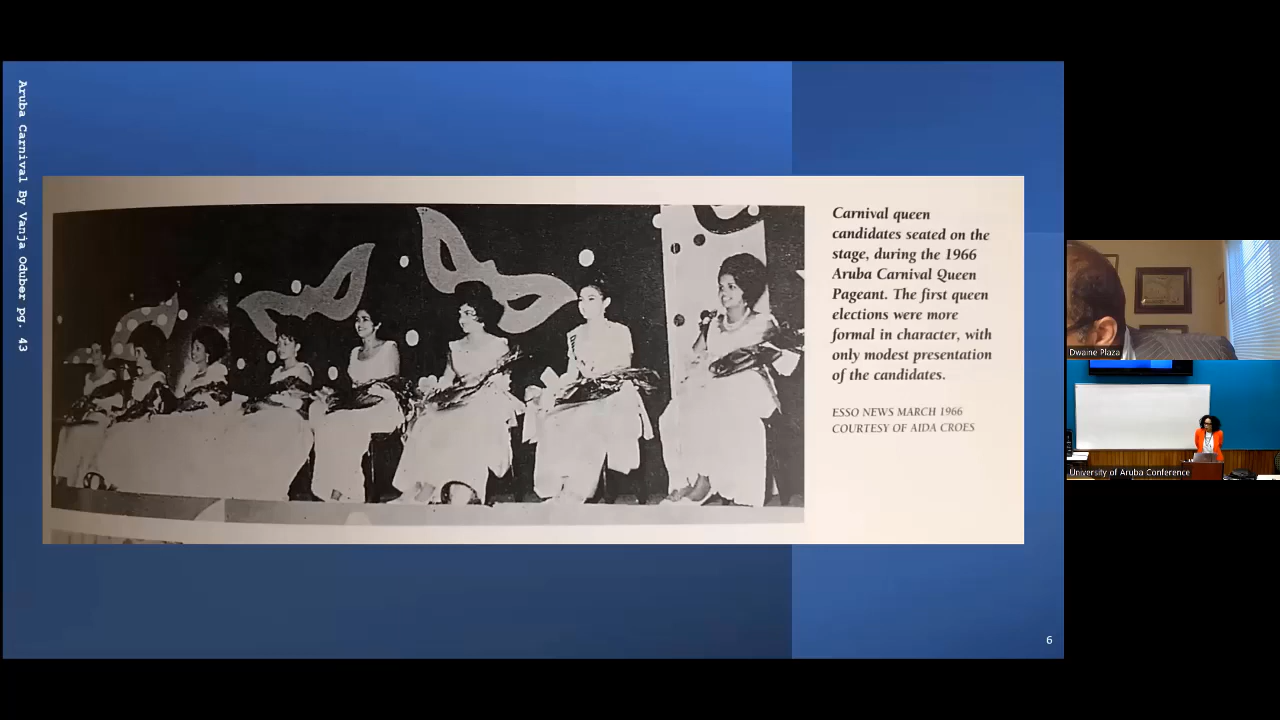 Aruba Carnival By Vanja Oduber pg. 43
Carnival queen
candidates seated on the
stage, during the 1966
Aruba Carnival Queen
Pageant. The first queen
elections were more
formal in character, with
only modest presentation
of the candidates.
ESSO NEWS MARCH 1966
COURTESY OF AIDA CROES
6
Dwaine Plaza
University of Aruba Conference